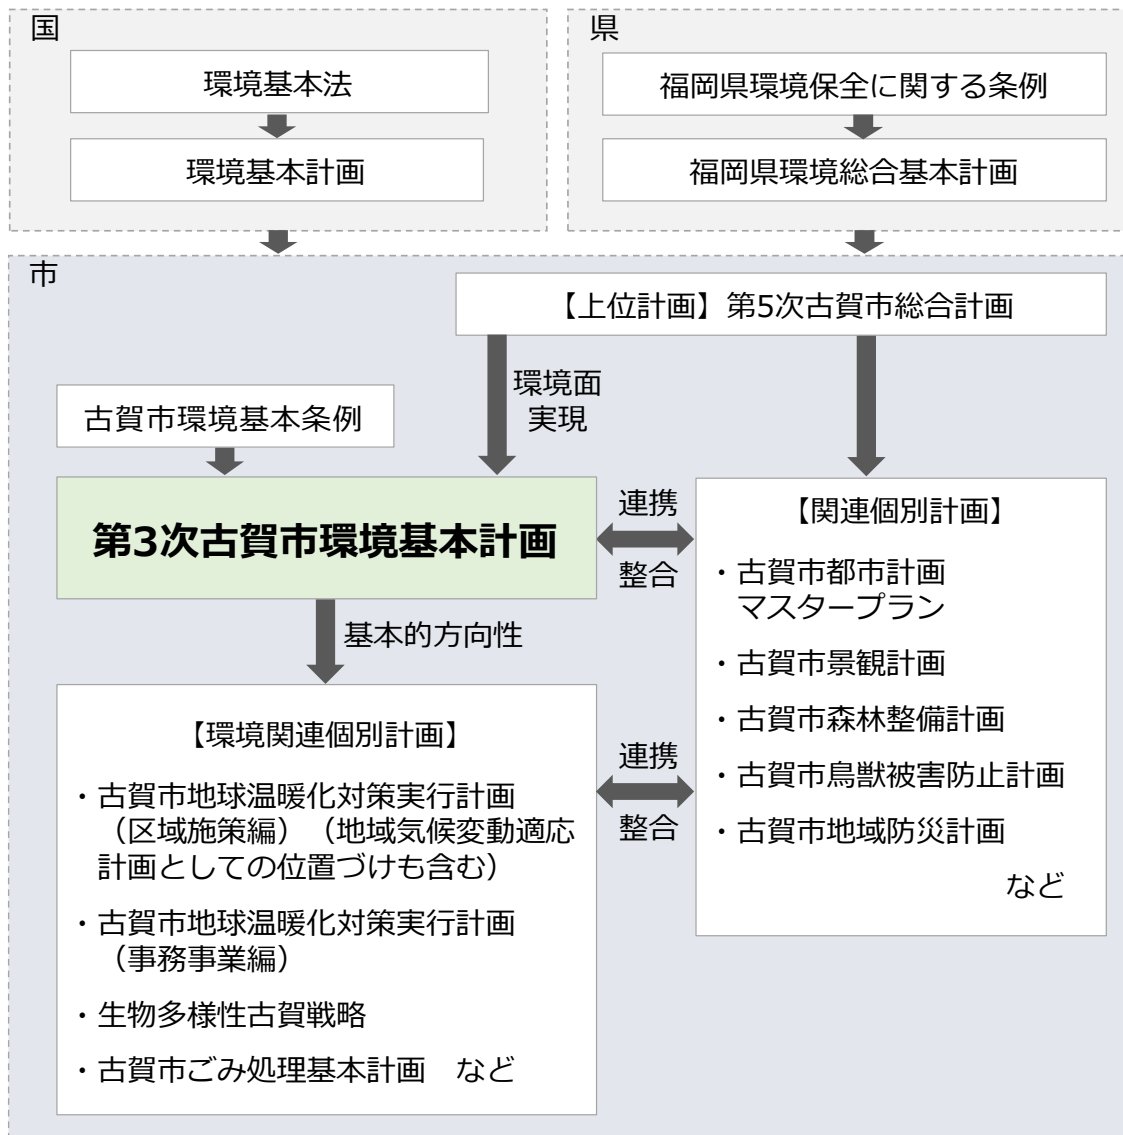 国
環境基本法
環境基本計画
県
福岡県環境保全に関する条例
福岡県環境総合基本計画
市
【上位計画】第5次古賀市総合計画
環境面
実現
古賀市環境基本条例
第3次古賀市環境基本計画
連携
整合
【関連個別計画】
・古賀市都市計画
マスタープラン
・古賀市景観計画
・古賀市森林整備計画
・古賀市鳥獣被害防止計画
・古賀市地域防災計画
など
基本的方向性
【環境関連個別計画】
・古賀市地球温暖化対策実行計画
（区域施策編）（地域気候変動適応
計画としての位置づけも含む）
・古賀市地球温暖化対策実行計画
（事務事業編）
・生物多様性古賀戦略
・古賀市ごみ処理基本計画　など
連携
整合